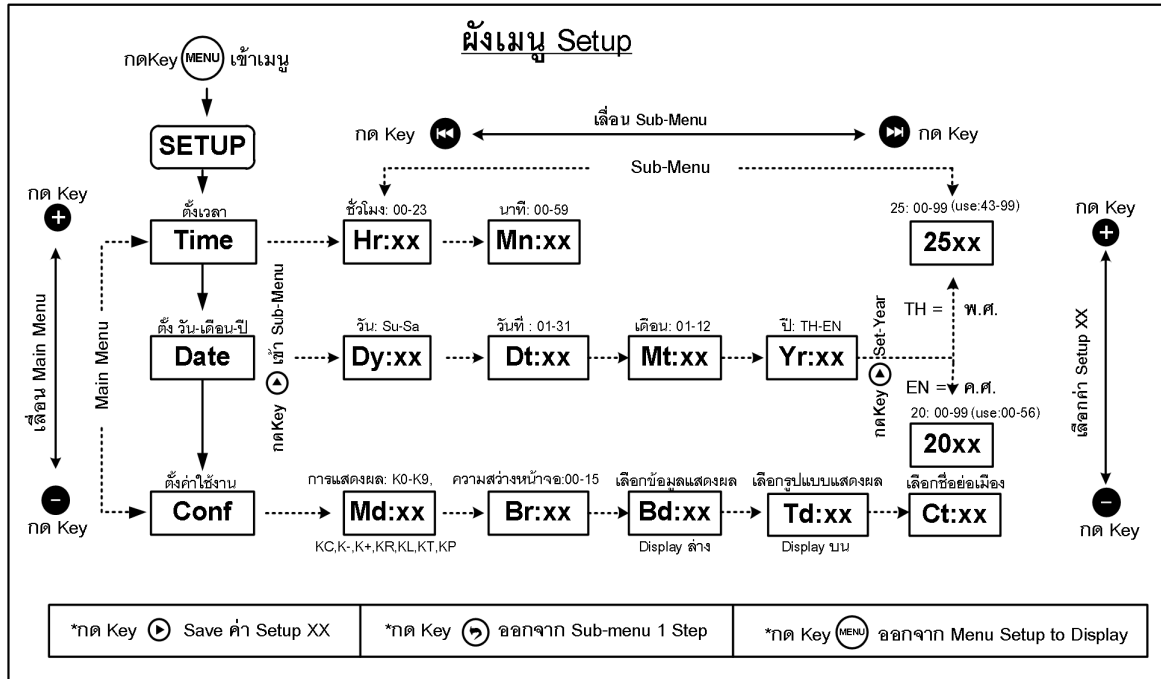 ผังเมนู Setup
กดKey MENU เข้าเมนู
SETUP
กด Key เลื่อน Sub-Menu กด Key
Sub-Menu
กด Key
เลื่อน Main Menu
กด Key
Main Menu
ตั้งเวลา
Time
ชั่วโมง: 00-23
Hr:xx
นาที: 00-59
Mn:xx
25: 00-99 (use:43-99)
25xx
กดKey เข้า Sub-Menu
ตั้ง วัน-เดือน-ปี
Date
วัน: Su-Sa
Dy:xx
วันที่ : 01-31
Dt:xx
เดือน: 01-12
Mt:xx
ปี: TH-EN
Yr:xx
กดKey Set-Year
TH = พ.ศ.
EN = ค.ศ.
20: 00-99 (use:00-56)
20xx
ตั้งค่าใช้งาน
Conf
การแสดงผล: K0-K9,
Md:xx
KC,K-,K+,KR,KL,KT,KP
ความสว่างหน้าจอ:00-15
Br:xx
เลือกข้อมูลแสดงผล
Bd:xx
Display ล่าง
เลือกรูปแบบแสดงผล
Td:xx
Display บน
เลือกชื่อย่อเมือง
Ct:xx
กด Key
เลือกค่า Setup XX
กด Key
*กด Key Save ค่า Setup XX
*กด Key ออกจาก Sub-menu 1 Step
*กด Key MENU ออกจาก Menu Setup to Display